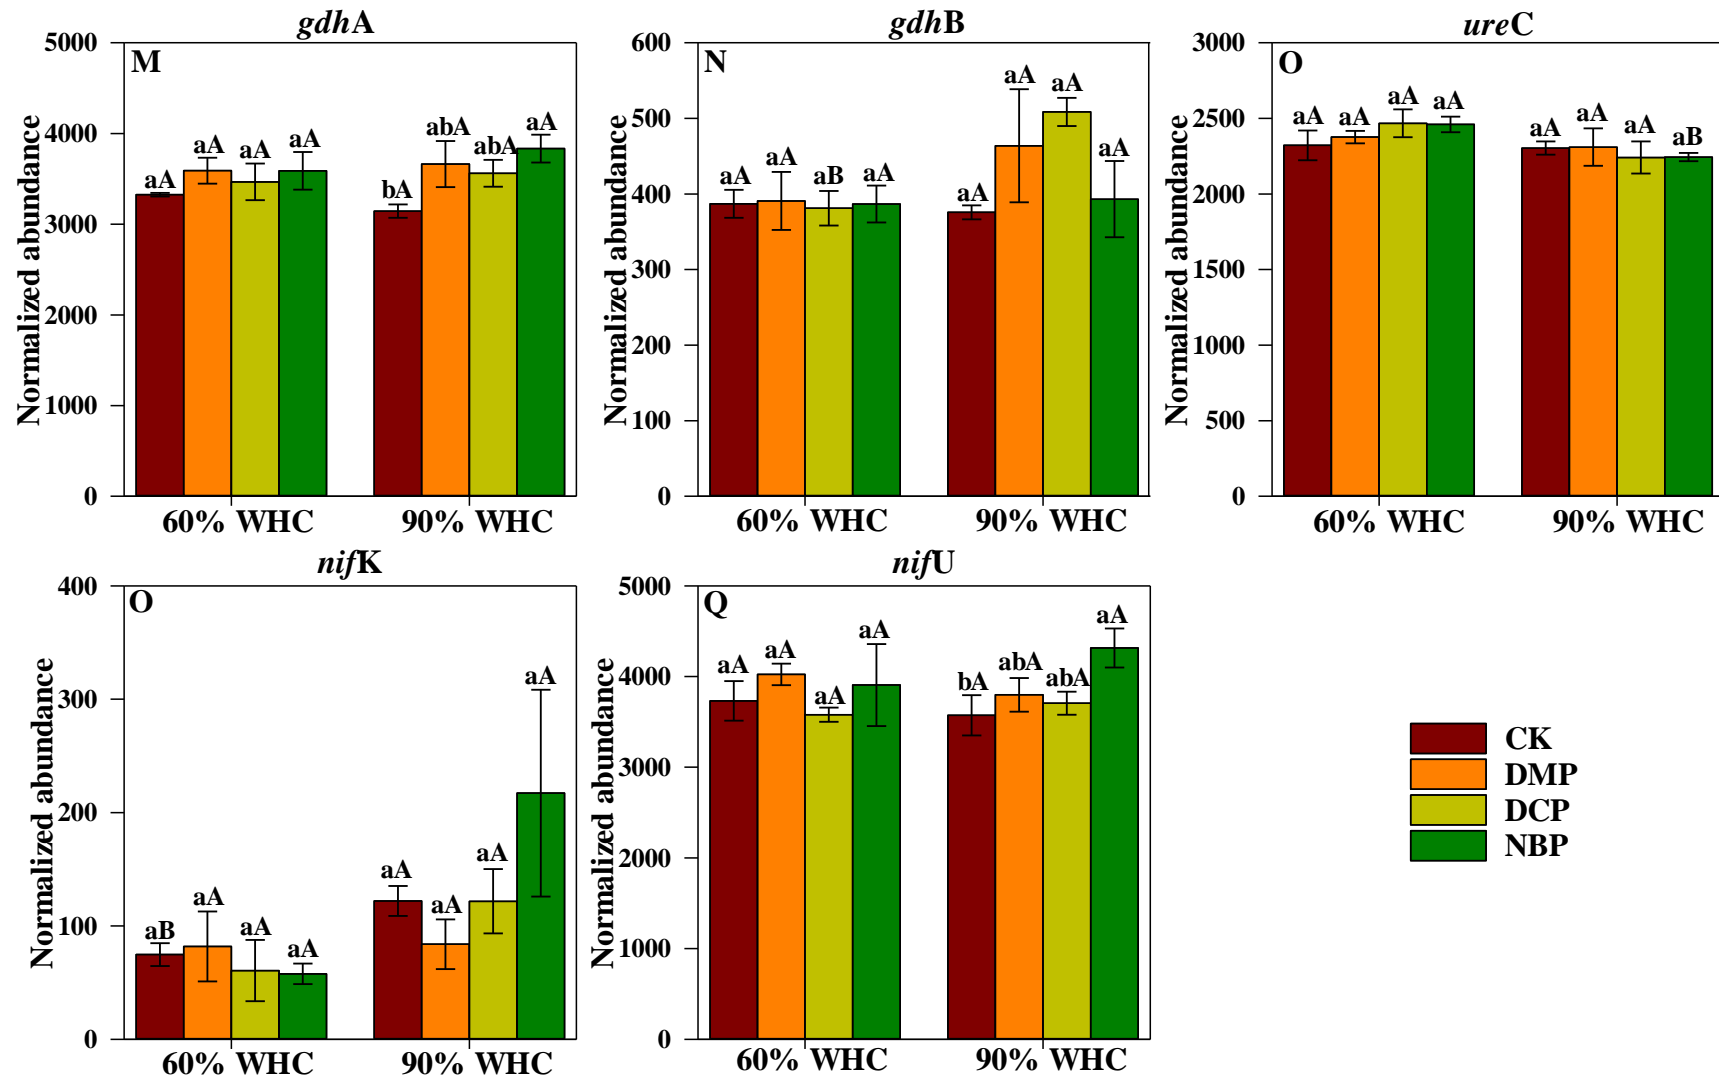 gdhA
M
Normalized abundance
5000
4000
3000
2000
1000
0
aA
aA
aA
aA
bA
abA
abA
aA
60% WHC
90% WHC
gdhB
N
Normalized abundance
600
500
400
300
200
100
0
aA
aA
aB
aA
aA
aA
aA
aA
60% WHC
90% WHC
ureC
O
Normalized abundance
3000
2500
2000
1500
1000
500
0
aA
aA
aA
aA
aA
aA
aA
aB
60% WHC
90% WHC
nifK
O
Normalized abundance
400
300
200
100
0
aB
aA
aA
aA
aA
aA
aA
aA
60% WHC
90% WHC
nifU
Q
Normalized abundance
5000
4000
3000
2000
1000
0
aA
aA
aA
aA
bA
abA
abA
aA
60% WHC
90% WHC
CK
DMP
DCP
NBP